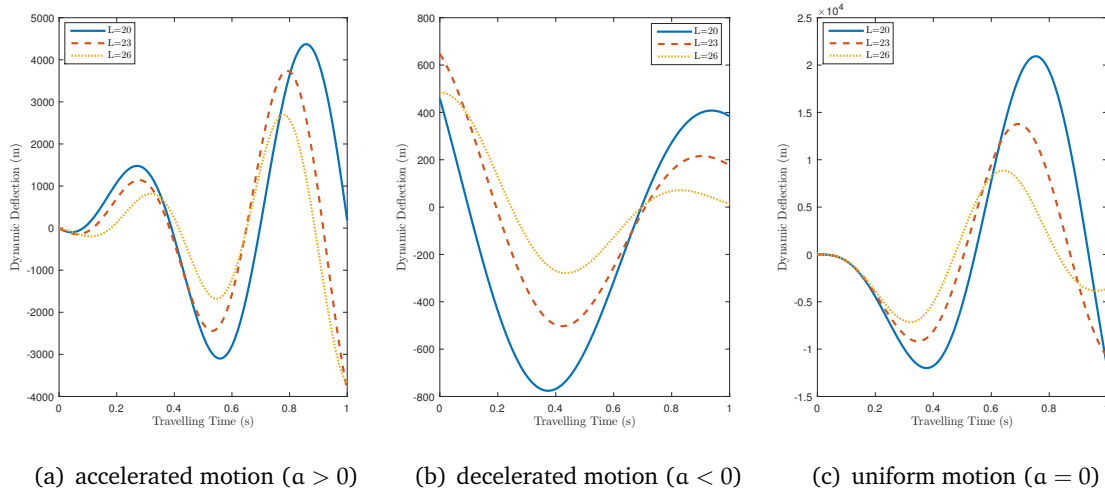 5000
4000
3000
2000
1000
0
-1000
-2000
-3000
-4000
0
0.2
0.4
0.6
0.8
1
Dynamic Deflection (m)
Travelling Time (s)
L=20
L=23
L=26
(a) accelerated motion (a > 0)
800
600
400
200
0
-200
-400
-600
-800
0
0.2
0.4
0.6
0.8
1
Dynamic Deflection (m)
Travelling Time (s)
L=20
L=23
L=26
(b) decelerated motion (a < 0)
×10⁴
2.5
2
1.5
1
0.5
0
-0.5
-1
-1.5
0
0.2
0.4
0.6
0.8
1
Dynamic Deflection (m)
Travelling Time (s)
L=20
L=23
L=26
(c) uniform motion (a = 0)